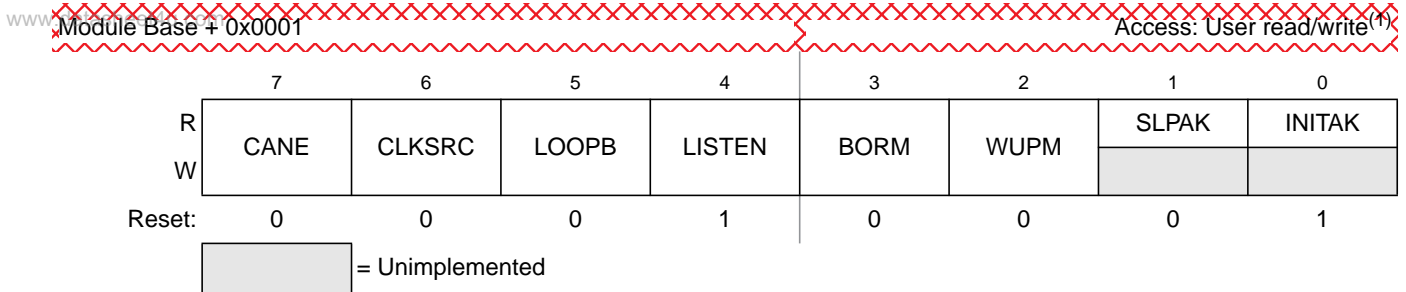 Module Base + 0x0001 Access: User read/write(1)
7 6 5 4 3 2 1 0
R CANE CLKSRC LOOPB LISTEN BORM WUPM SLPAK INITAK
W
Reset: 0 0 0 1 0 0 0 1
= Unimplemented